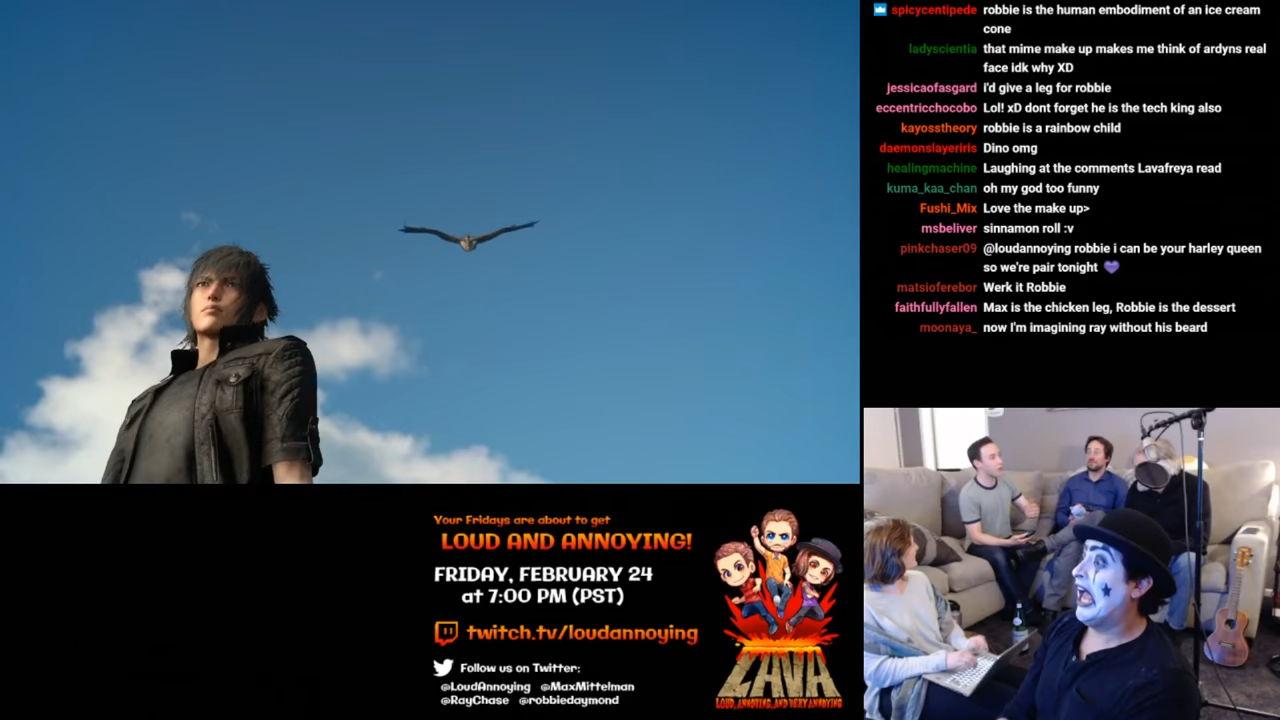 spicycentipede robbie is the human embodiment of an ice cream
cone
ladyscientia that mime make up makes me think of ardyns real
face idk why XD
jessicaofasgard I'd give a leg for robbie
eccentricchocobo Lol! xD dont forget he is the tech king also
kayosstheory robbie is a rainbow child
daemonslayeriris Dino omg
healingmachine Laughing at the comments Lavafreya read
kuma_kaa_chan oh my god too funny
Fushi_Mix Love the make up>
msbeliver sinnamon roll :v
pinkchaser09 @loudannoying robbie i can be your harley queen
so we're pair tonight 💜
matsioferebor Werk it Robbie
faithfullyfallen Max is the chicken leg, Robbie is the dessert
moonaya_ now I'm imagining ray without his beard
Your Fridays are about to get
LOUD AND ANNOYING!
FRIDAY, FEBRUARY 24
at 7:00 PM (PST)
twitch.tv/loudannoying
Follow us on Twitter:
@LoudAnnoying @MaxMittelman
@RayChase @robbiedaymond
LAVA
LOUD, ANNOYING, AND VERY ANNOYING